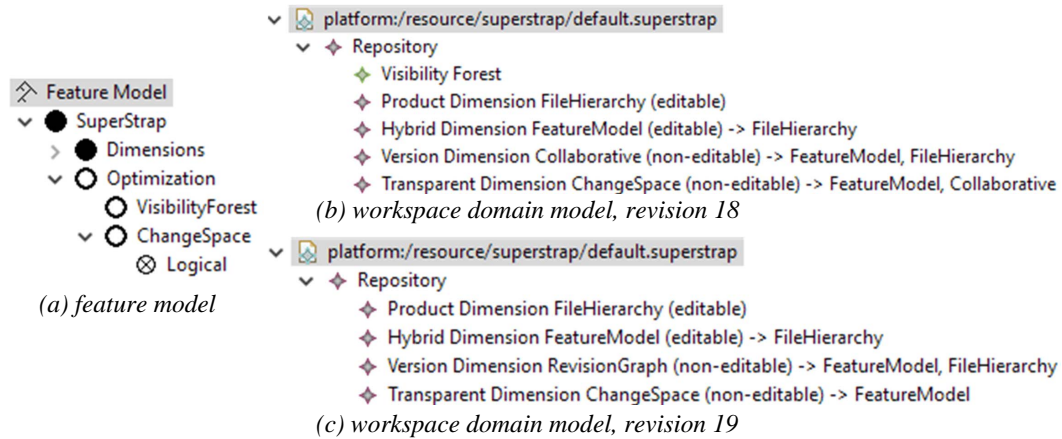 Feature Model
SuperStrap
Dimensions
Optimization
VisibilityForest
ChangeSpace
Logical
(a) feature model
platform:/resource/superstrap/default.superstrap
Repository
Visibility Forest
Product Dimension FileHierarchy (editable)
Hybrid Dimension FeatureModel (editable) -> FileHierarchy
Version Dimension Collaborative (non-editable) -> FeatureModel, FileHierarchy
Transparent Dimension ChangeSpace (non-editable) -> FeatureModel, Collaborative
(b) workspace domain model, revision 18
platform:/resource/superstrap/default.superstrap
Repository
Product Dimension FileHierarchy (editable)
Hybrid Dimension FeatureModel (editable) -> FileHierarchy
Version Dimension RevisionGraph (non-editable) -> FeatureModel, FileHierarchy
Transparent Dimension ChangeSpace (non-editable) -> FeatureModel
(c) workspace domain model, revision 19